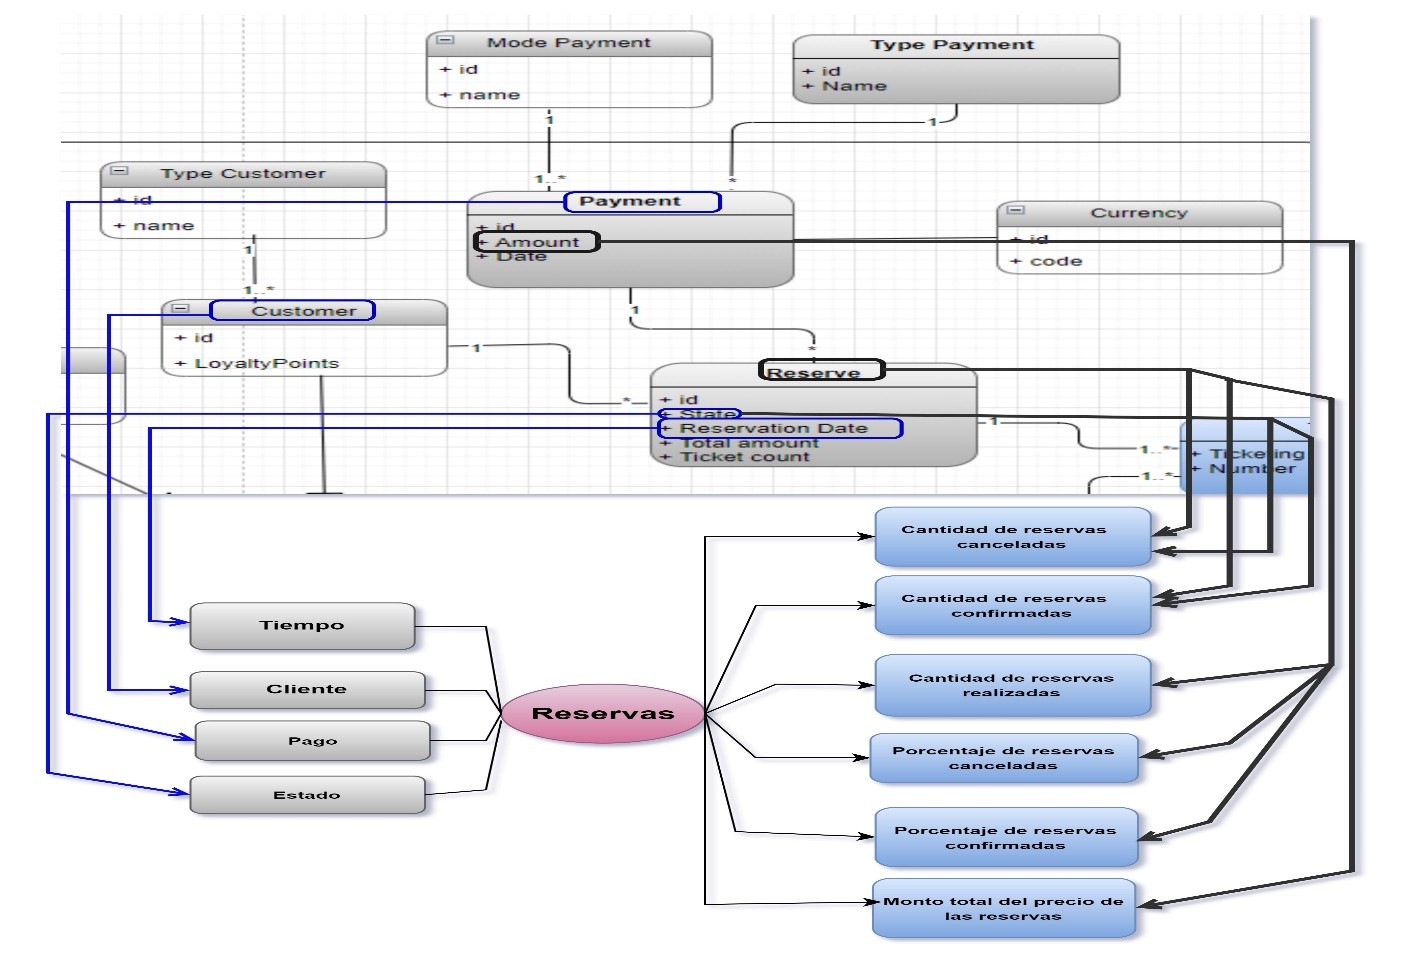 Mode Payment
+ id
+ name
Type Payment
+ id
+ Name
1
1
1..*
*
Type Customer
+ id
+ name
Payment
+ id
+ Amount
+ Date
Currency
+ id
+ code
1
1..*
Customer
+ id
+ LoyaltyPoints
1
*
1
*
Reserve
+ id
+ State
+ Reservation Date
+ Total amount
+ Ticket count
1
1..*
1..*
+ Ticketing
+ Number
Cantidad de reservas
canceladas
Cantidad de reservas
confirmadas
Tiempo
Cliente
Cantidad de reservas
realizadas
Reservas
Pago
Porcentaje de reservas
canceladas
Estado
Porcentaje de reservas
confirmadas
Monto total del precio de
las reservas